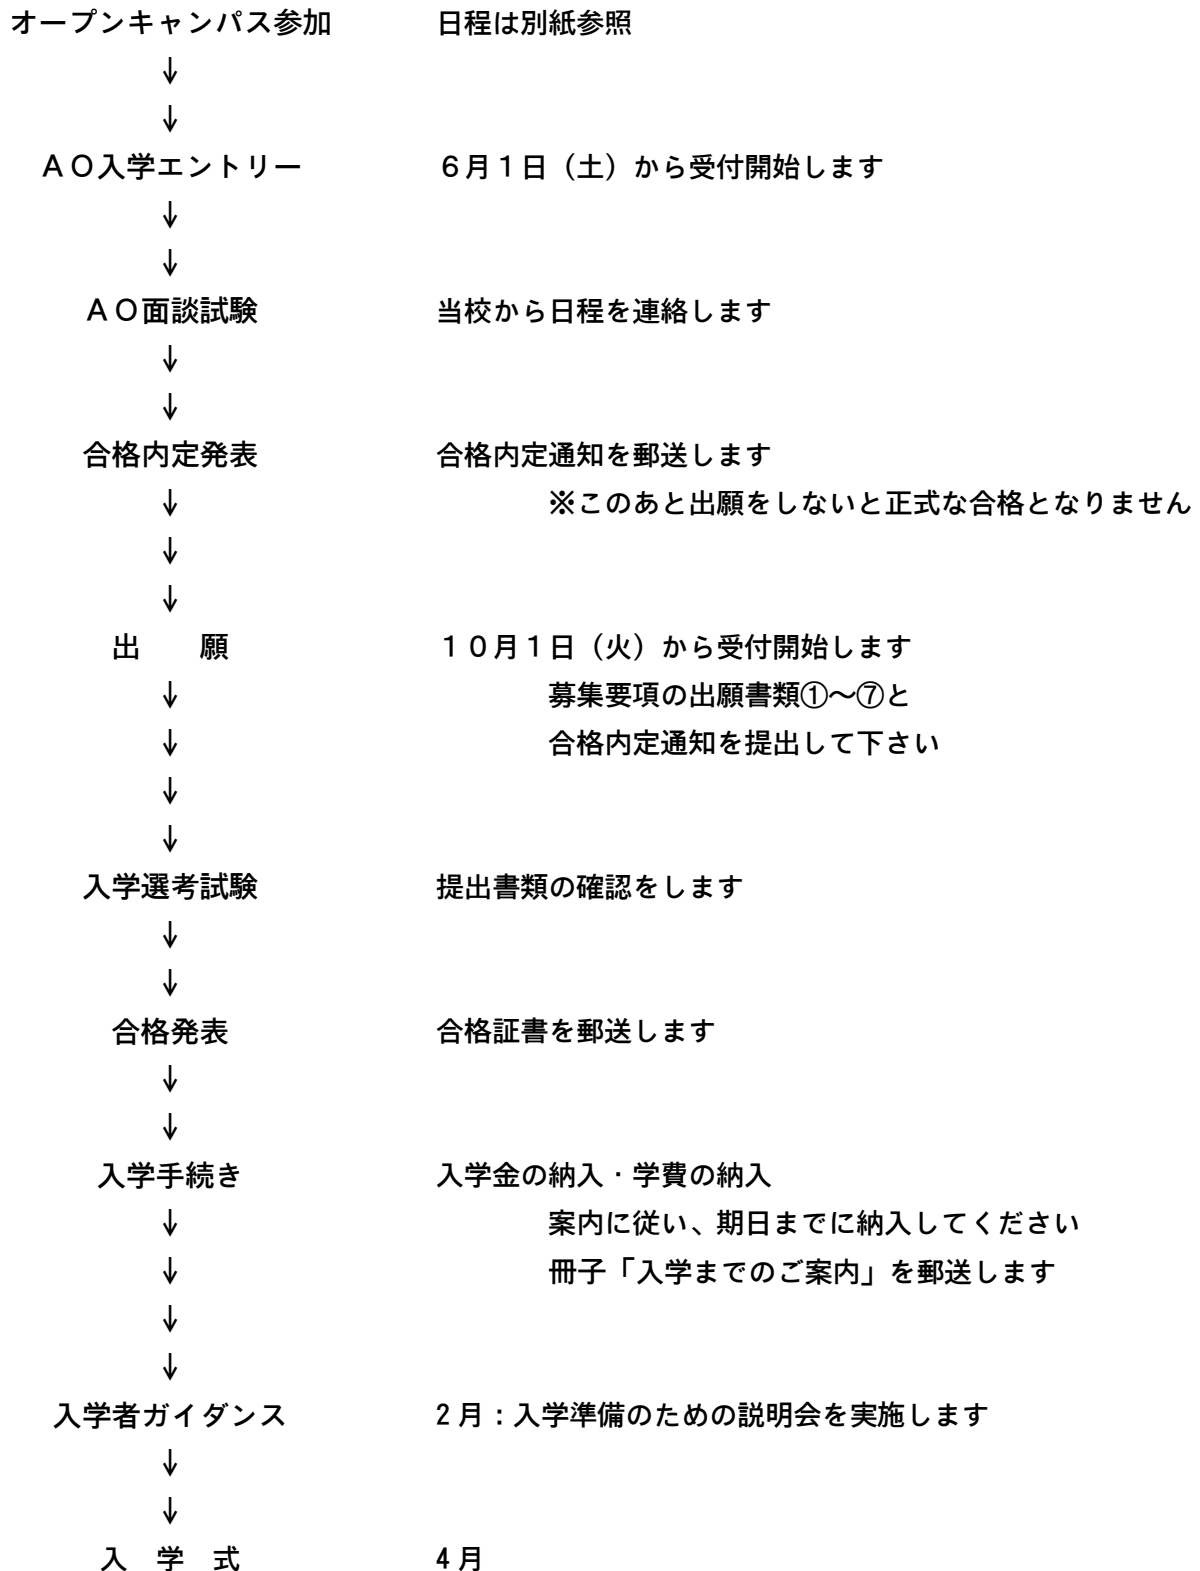 オープンキャンパス参加　日程は別紙参照
↓
↓
ＡＯ入学エントリー　６月１日（土）から受付開始します
↓
↓
ＡＯ面談試験　当校から日程を連絡します
↓
↓
合格内定発表　合格内定通知を郵送します
↓　※このあと出願をしないと正式な合格となりません
↓
↓
出　　願　１０月１日（火）から受付開始します
↓　募集要項の出願書類①～⑦と
↓　合格内定通知を提出して下さい
↓
↓
入学選考試験　提出書類の確認をします
↓
↓
合格発表　合格証書を郵送します
↓
↓
入学手続き　入学金の納入・学費の納入
↓　案内に従い、期日までに納入してください
↓　冊子「入学までのご案内」を郵送します
↓
↓
入学者ガイダンス　2月：入学準備のための説明会を実施します
↓
↓
入　学　式　4月